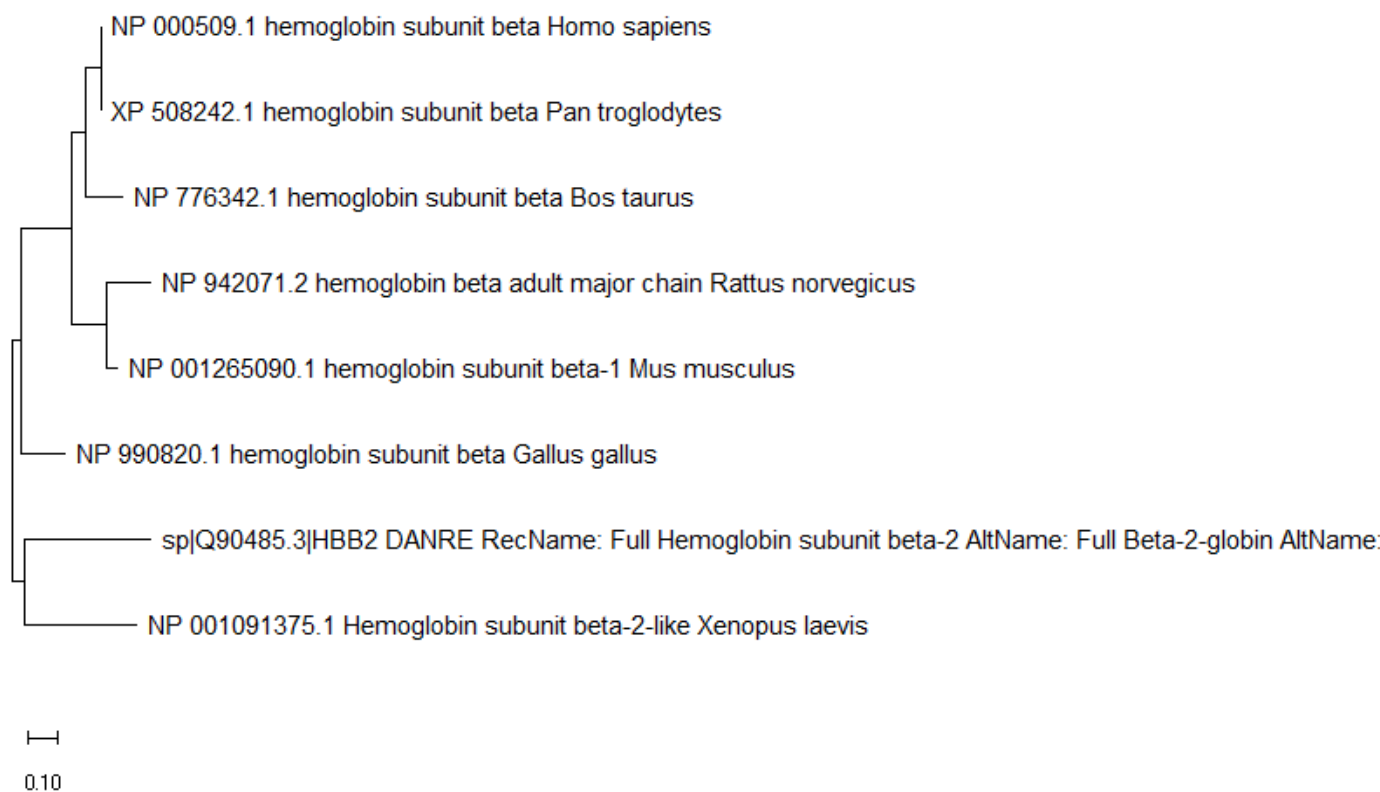 NP 000509.1 hemoglobin subunit beta Homo sapiens
XP 508242.1 hemoglobin subunit beta Pan troglodytes
NP 776342.1 hemoglobin subunit beta Bos taurus
NP 942071.2 hemoglobin beta adult major chain Rattus norvegicus
NP 001265090.1 hemoglobin subunit beta-1 Mus musculus
NP 990820.1 hemoglobin subunit beta Gallus gallus
sp|Q90485.3|HBB2 DANRE RecName: Full Hemoglobin subunit beta-2 AltName: Full Beta-2-globin AltName:
NP 001091375.1 Hemoglobin subunit beta-2-like Xenopus laevis
0.10